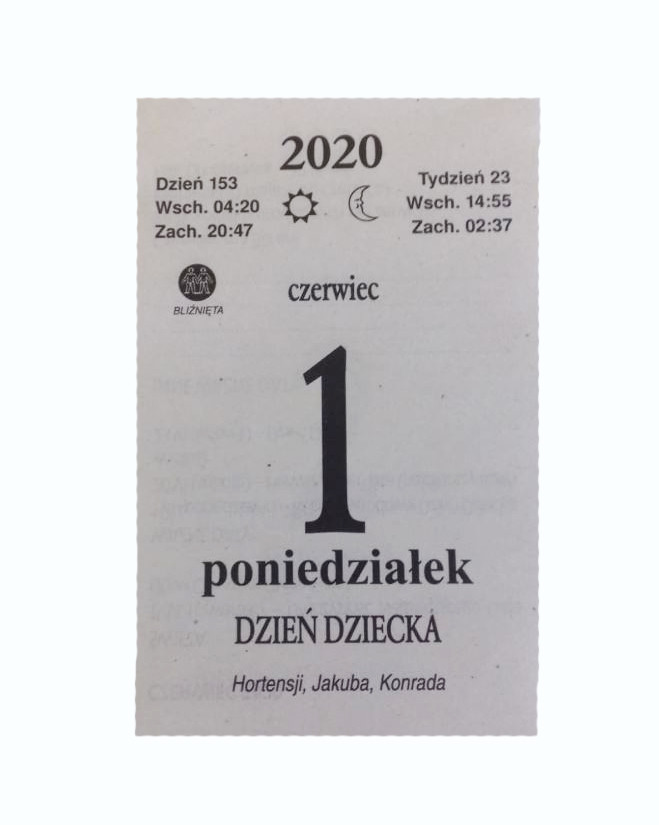 2020
Dzień 153
Wsch. 04:20
Zach. 20:47
Tydzień 23
Wsch. 14:55
Zach. 02:37
BLIŹNIĘTA
czerwiec
1
poniedziałek
DZIEŃ DZIECKA
Hortensji, Jakuba, Konrada